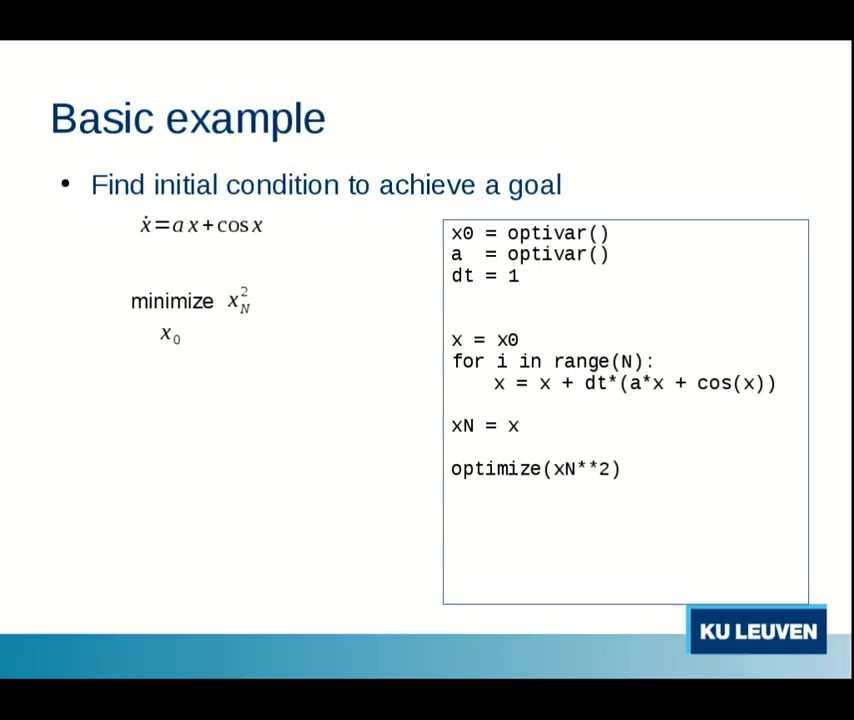 Basic example
• Find initial condition to achieve a goal
ẋ=a x+cos x
minimize x_N^2
x_0
x0 = optivar()
a  = optivar()
dt = 1
x = x0
for i in range(N):
    x = x + dt*(a*x + cos(x))
xN = x
optimize(xN**2)
KU LEUVEN